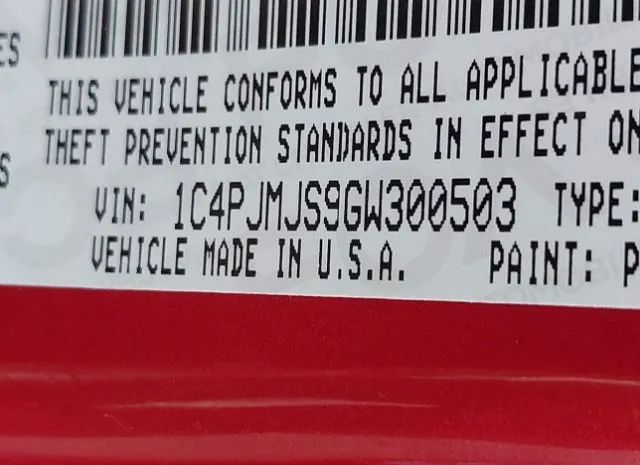 ES
THIS VEHICLE CONFORMS TO ALL APPLICABLE
THEFT PREVENTION STANDARDS IN EFFECT ON
S
VIN: 1C4PJMJS9GW300503 TYPE:
VEHICLE MADE IN U.S.A. PAINT: P